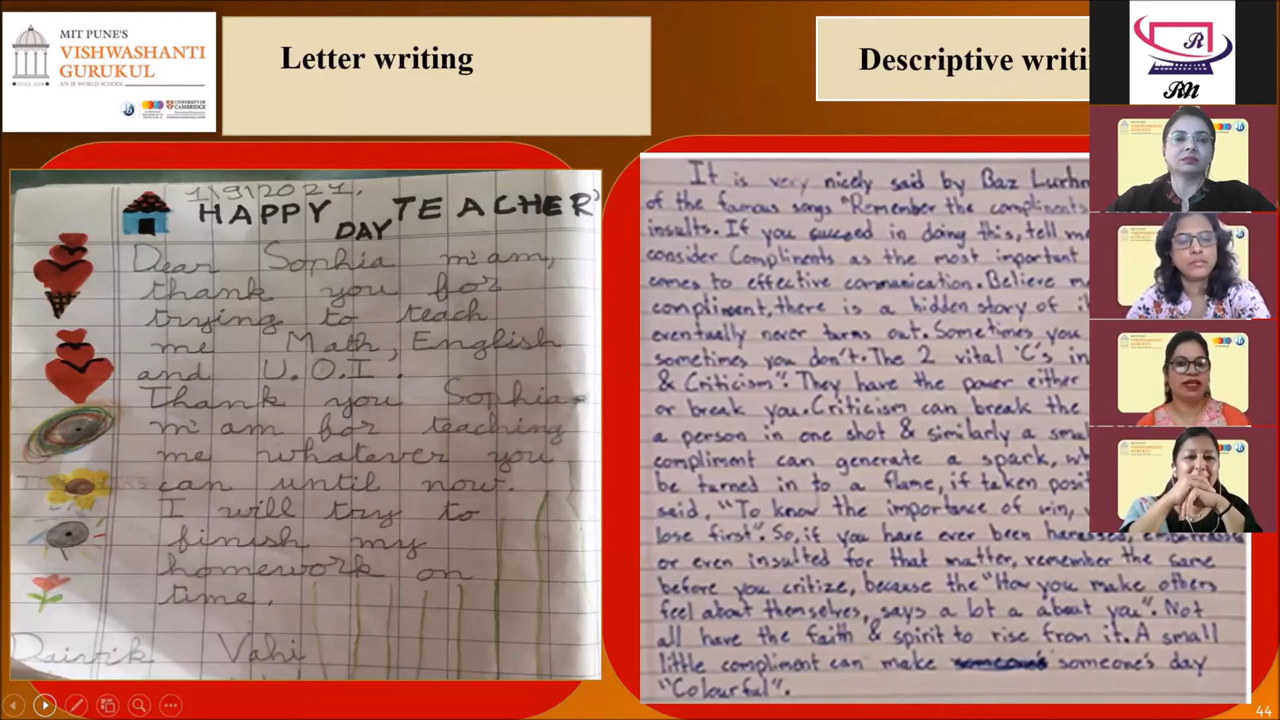 MIT PUNE'S
VISHWASHANTI
GURUKUL
AN IB WORLD SCHOOL
UNIVERSITY OF
CAMBRIDGE
Letter writing
Descriptive writi
R
RN
1/9/2021.
HAPPY TEACHER'
DAY
Dear Sophia m'am,
thank you for
trying to teach
me Math, English
and U.O.I.
Thank you Sophia
m'am for teaching
me whatever you
can until now.
I will try to
finish my
homework on
time.
Vahi
It is very nicely said by Baz Lurhm
of the famous songs "Remember the compliments
insults. If you succeed in doing this, tell me
consider Compliments as the most important
comes to effective communication. Believe me
compliment, there is a hidden story of
eventually never turns out. Sometimes you
sometimes you don't. The 2 vital 'C's in
& Criticism". They have the power either
or break you. Criticism can break the
a person in one shot & similarly a small
compliment can generate a spark, wh
be turned in to a flame, if taken posit
said, "To know the importance of win,
lose first". So, if you have ever been
or even insulted for that matter, remember the same
before you critize, because the "How you make others
feel about themselves, says a lot a about you". Not
all have the faith & spirit to rise from it. A small
little compliment can make someone's day
"Colourful".
44